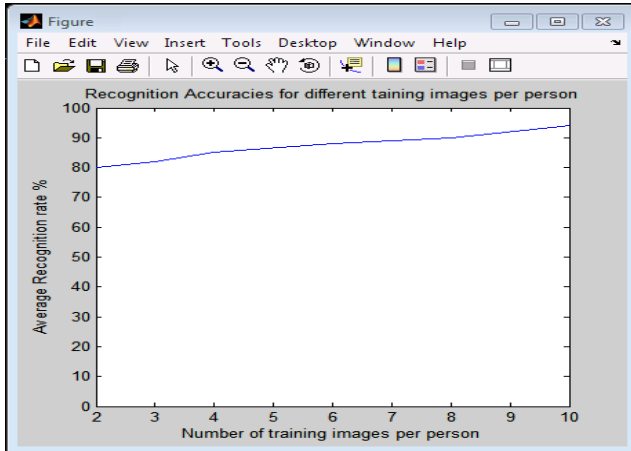 Figure
File Edit View Insert Tools Desktop Window Help
Recognition Accuracies for different taining images per person
100
90
80
70
60
50
40
30
20
10
0
Average Recognition rate %
2 3 4 5 6 7 8 9 10
Number of training images per person